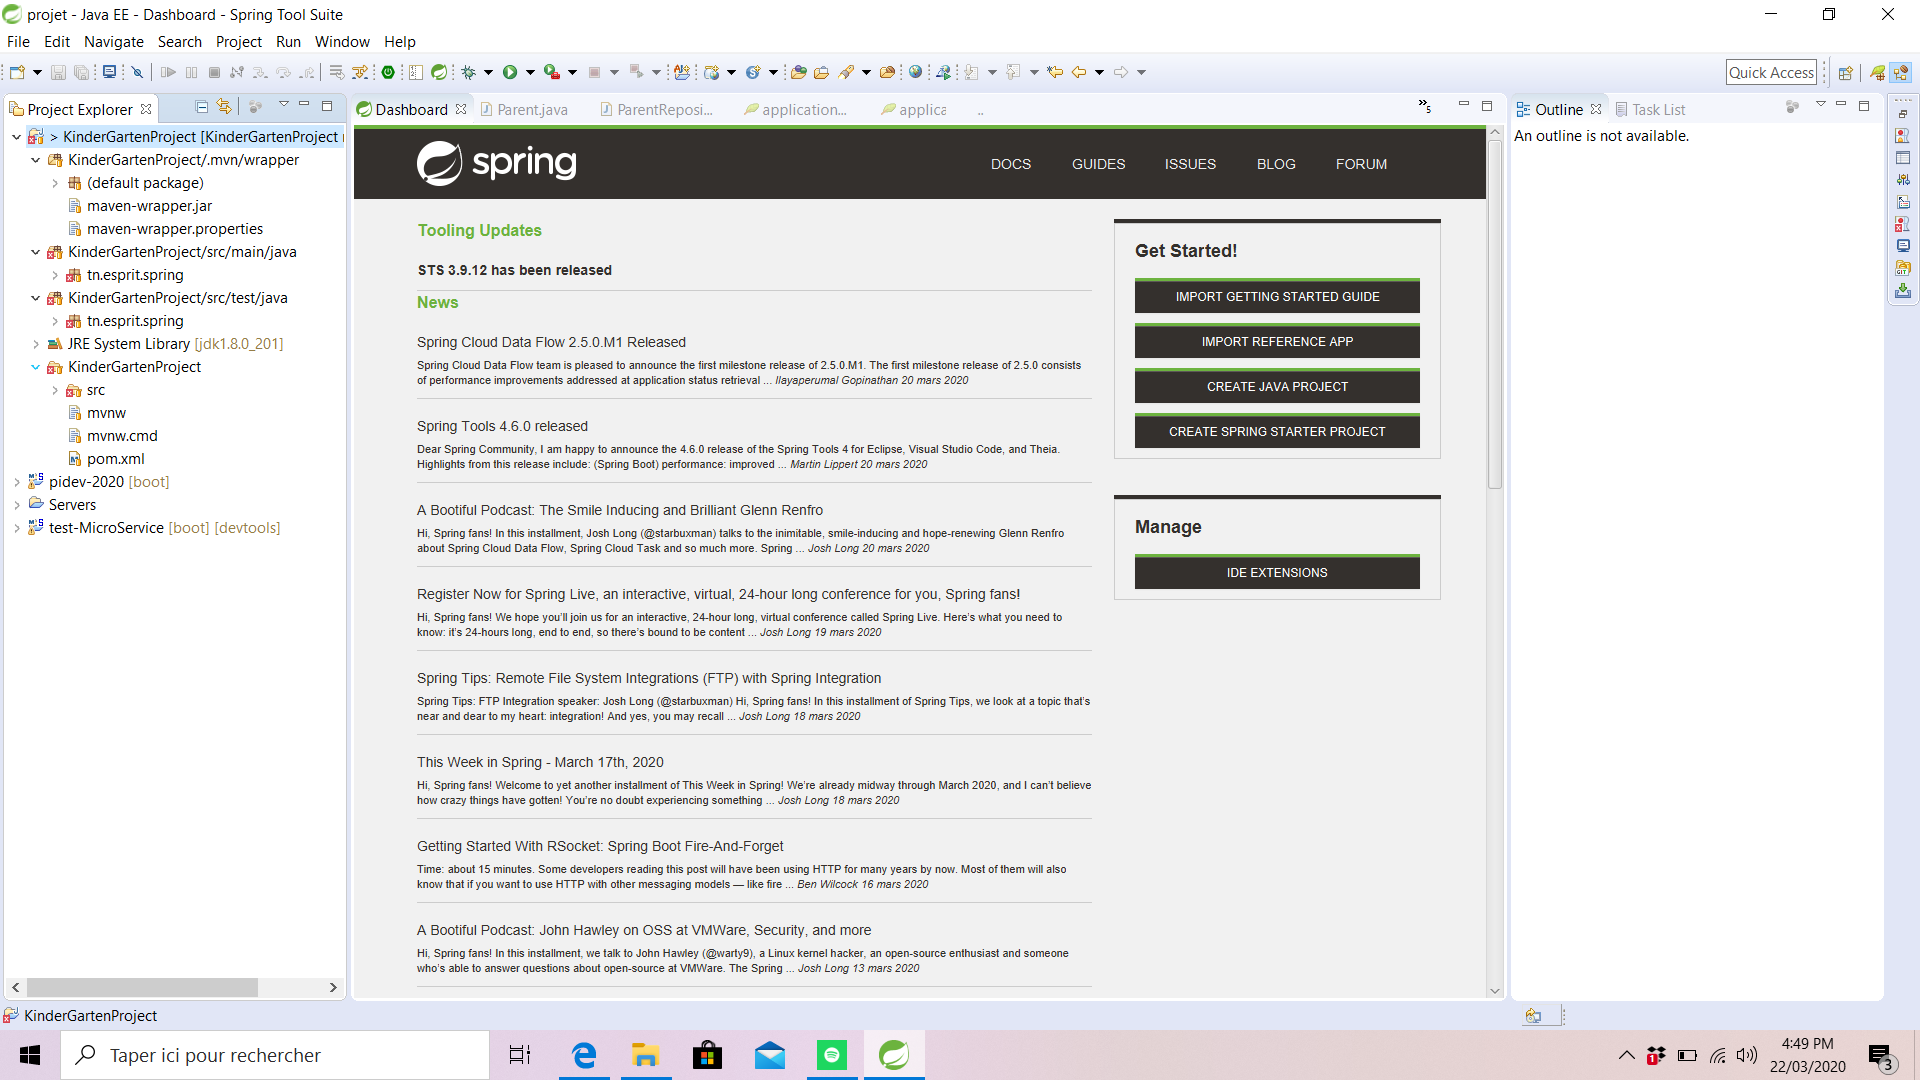 projet - Java EE - Dashboard - Spring Tool Suite
File Edit Navigate Search Project Run Window Help
Quick Access
Project Explorer
> KinderGartenProject [KinderGartenProject
KinderGartenProject/.mvn/wrapper
(default package)
maven-wrapper.jar
maven-wrapper.properties
KinderGartenProject/src/main/java
tn.esprit.spring
KinderGartenProject/src/test/java
tn.esprit.spring
JRE System Library [jdk1.8.0_201]
KinderGartenProject
src
mvnw
mvnw.cmd
pom.xml
pidev-2020 [boot]
Servers
test-MicroService [boot] [devtools]
Dashboard Parent.java ParentReposi... application... applica .. »5
spring
DOCS GUIDES ISSUES BLOG FORUM
Tooling Updates
STS 3.9.12 has been released
News
Spring Cloud Data Flow 2.5.0.M1 Released
Spring Cloud Data Flow team is pleased to announce the first milestone release of 2.5.0.M1. The first milestone release of 2.5.0 consists
of performance improvements addressed at application status retrieval ... Ilayaperumal Gopinathan 20 mars 2020
Spring Tools 4.6.0 released
Dear Spring Community, I am happy to announce the 4.6.0 release of the Spring Tools 4 for Eclipse, Visual Studio Code, and Theia.
Highlights from this release include: (Spring Boot) performance: improved ... Martin Lippert 20 mars 2020
A Bootiful Podcast: The Smile Inducing and Brilliant Glenn Renfro
Hi, Spring fans! In this installment, Josh Long (@starbuxman) talks to the inimitable, smile-inducing and hope-renewing Glenn Renfro
about Spring Cloud Data Flow, Spring Cloud Task and so much more. Spring ... Josh Long 20 mars 2020
Register Now for Spring Live, an interactive, virtual, 24-hour long conference for you, Spring fans!
Hi, Spring fans! We hope you'll join us for an interactive, 24-hour long, virtual conference called Spring Live. Here's what you need to
know: it's 24-hours long, end to end, so there's bound to be content ... Josh Long 19 mars 2020
Spring Tips: Remote File System Integrations (FTP) with Spring Integration
Spring Tips: FTP Integration speaker: Josh Long (@starbuxman) Hi, Spring fans! In this installment of Spring Tips, we look at a topic that's
near and dear to my heart: integration! And yes, you may recall ... Josh Long 18 mars 2020
This Week in Spring - March 17th, 2020
Hi, Spring fans! Welcome to yet another installment of This Week in Spring! We're already midway through March 2020, and I can't believe
how crazy things have gotten! You're no doubt experiencing something ... Josh Long 18 mars 2020
Getting Started With RSocket: Spring Boot Fire-And-Forget
Time: about 15 minutes. Some developers reading this post will have been using HTTP for many years by now. Most of them will also
know that if you want to use HTTP with other messaging models — like fire ... Ben Wilcock 16 mars 2020
A Bootiful Podcast: John Hawley on OSS at VMWare, Security, and more
Hi, Spring fans! In this installment, we talk to John Hawley (@warty9), a Linux kernel hacker, an open-source enthusiast and someone
who's able to answer questions about open-source at VMWare. The Spring ... Josh Long 13 mars 2020
Get Started!
IMPORT GETTING STARTED GUIDE
IMPORT REFERENCE APP
CREATE JAVA PROJECT
CREATE SPRING STARTER PROJECT
Manage
IDE EXTENSIONS
Outline Task List
An outline is not available.
KinderGartenProject
Taper ici pour rechercher
4:49 PM
22/03/2020
3